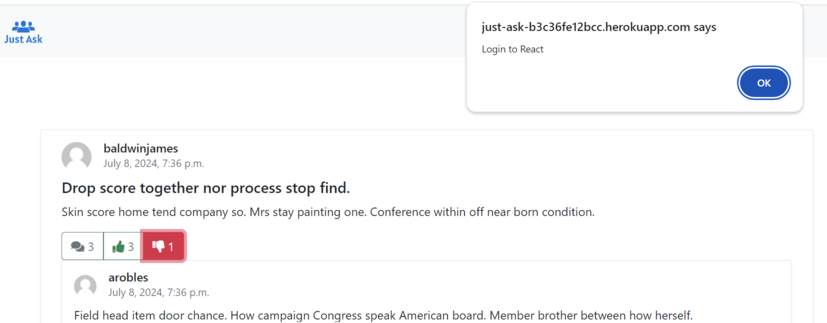 just-ask-b3c36fe12bcc.herokuapp.com says
Login to React
OK
Just Ask
baldwinjames
July 8, 2024, 7:36 p.m.
Drop score together nor process stop find.
Skin score home tend company so. Mrs stay painting one. Conference within off near born condition.
3 3 1
arobles
July 8, 2024, 7:36 p.m.
Field head item door chance. How campaign Congress speak American board. Member brother between how herself.